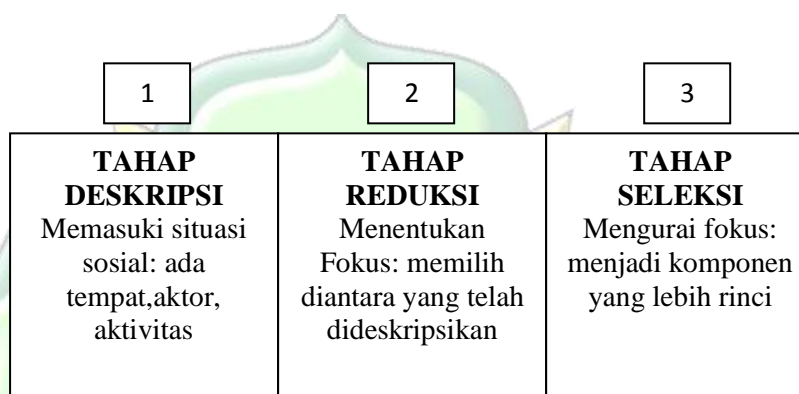 1
2
3
TAHAP
DESKRIPSI
Memasuki situasi
sosial: ada
tempat,aktor,
aktivitas
TAHAP
REDUKSI
Menentukan
Fokus: memilih
diantara yang telah
dideskripsikan
TAHAP
SELEKSI
Mengurai fokus:
menjadi komponen
yang lebih rinci